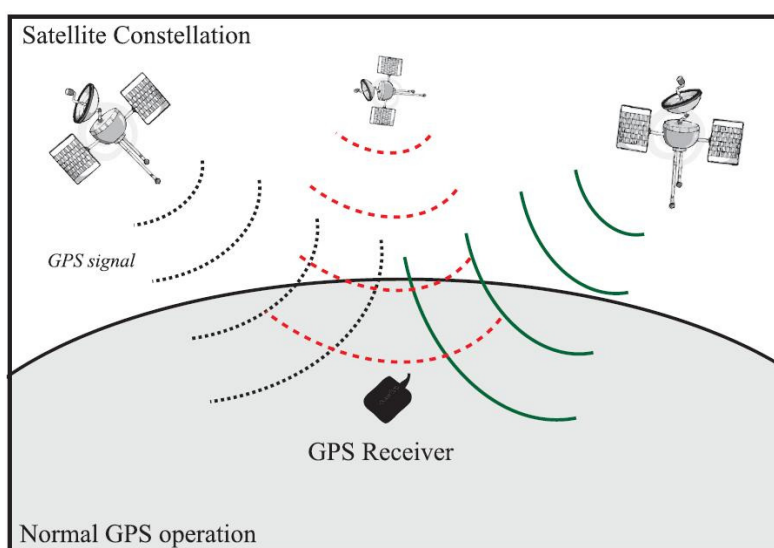 Satellite Constellation
GPS signal
GPS Receiver
Normal GPS operation